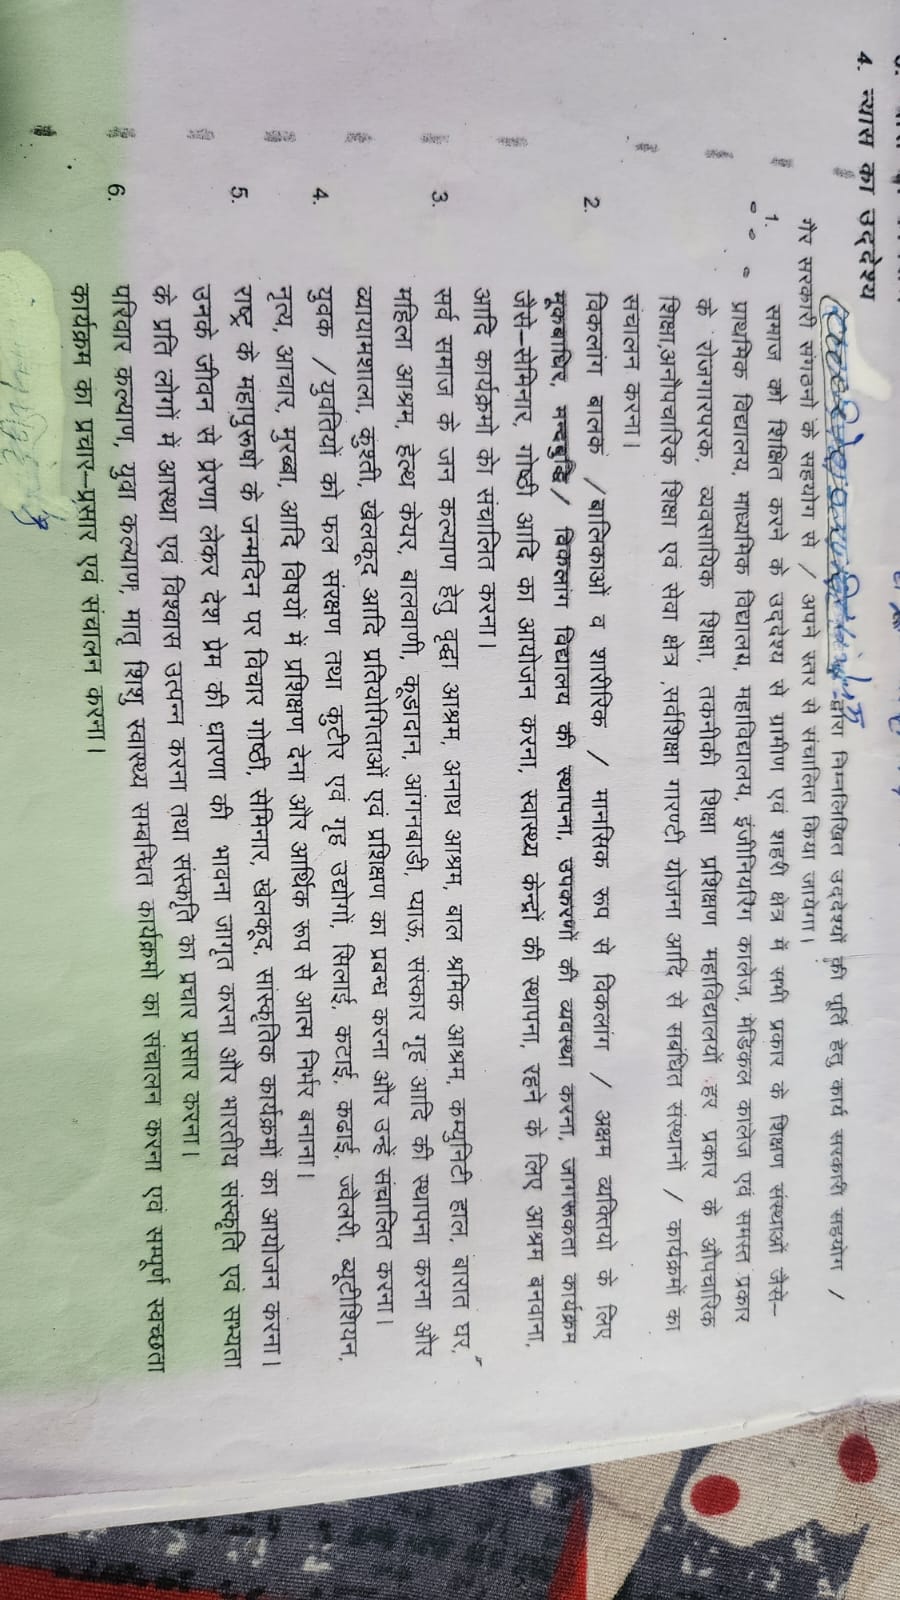 4. न्यास का उद्देश्य
द्वारा निम्नलिखित उद्देश्यों की पूर्ति हेतु कार्य सरकारी सहयोग /
गैर सरकारी संगठनों के सहयोग से / अपने स्तर से संचालित किया जायेगा।
1. समाज को शिक्षित करने के उद्देश्य से ग्रामीण एवं शहरी क्षेत्र में सभी प्रकार के शिक्षण संस्थाओं जैसे–
प्राथमिक विद्यालय, माध्यमिक विद्यालय, महाविद्यालय, इंजीनियरिंग कालेज, मेडिकल कालेज एवं समस्त प्रकार
के रोजगारपरक, व्यवसायिक शिक्षा, तकनीकी शिक्षा प्रशिक्षण महाविद्यालयों हर प्रकार के औपचारिक
शिक्षा,अनौपचारिक शिक्षा एवं सेवा क्षेत्र ,सर्वशिक्षा गारण्टी योजना आदि से संबंधित संस्थानों / कार्यक्रमों का
संचालन करना।
2. विकलांग बालक / बालिकाओं व शारीरिक / मानसिक रूप से विकलांग / अक्षम व्यक्तियो के लिए
मूकबधिर, मन्दबुद्धि / विकलांग विद्यालय की स्थापना, उपकरणों की व्यवस्था करना, जागरूकता कार्यक्रम
जैसे–सेमिनार, गोष्ठी आदि का आयोजन करना, स्वास्थ्य केन्द्रों की स्थापना, रहने के लिए आश्रम बनवाना,
आदि कार्यक्रमो को संचालित करना।
3. सर्व समाज के जन कल्याण हेतु वृद्धा आश्रम, अनाथ आश्रम, बाल श्रमिक आश्रम, कम्युनिटी हाल, बारात घर,
महिला आश्रम, हेल्थ केयर, बालवाणी, कूडादान, आंगनबाडी, प्याऊ, संस्कार गृह आदि की स्थापना करना और
व्यायामशाला, कुश्ती, खेलकूद आदि प्रतियोगिताओं एवं प्रशिक्षण का प्रबन्ध करना और उन्हें संचालित करना।
4. युवक / युवतियों को फल संरक्षण तथा कुटीर एवं गृह उद्योगों, सिलाई, कटाई, कढाई, ज्वेलरी, ब्यूटीशियन,
नृत्य, आचार, मुरब्बा, आदि विषयों में प्रशिक्षण देना और आर्थिक रूप से आत्म निर्भर बनाना।
5. राष्ट्र के महापुरूषो के जन्मदिन पर विचार गोष्ठी, सेमिनार, खेलकूद, सांस्कृतिक कार्यक्रमों का आयोजन करना।
उनके जीवन से प्रेरणा लेकर देश प्रेम की धारणा की भावना जागृत करना और भारतीय संस्कृति एवं सभ्यता
के प्रति लोगों में आस्था एवं विश्वास उत्पन्न करना तथा संस्कृति का प्रचार प्रसार करना।
6. परिवार कल्याण, युवा कल्याण, मातृ शिशु स्वास्थ्य सम्बन्धित कार्यक्रमो का संचालन करना एवं सम्पूर्ण स्वच्छता
कार्यक्रम का प्रचार–प्रसार एवं संचालन करना।